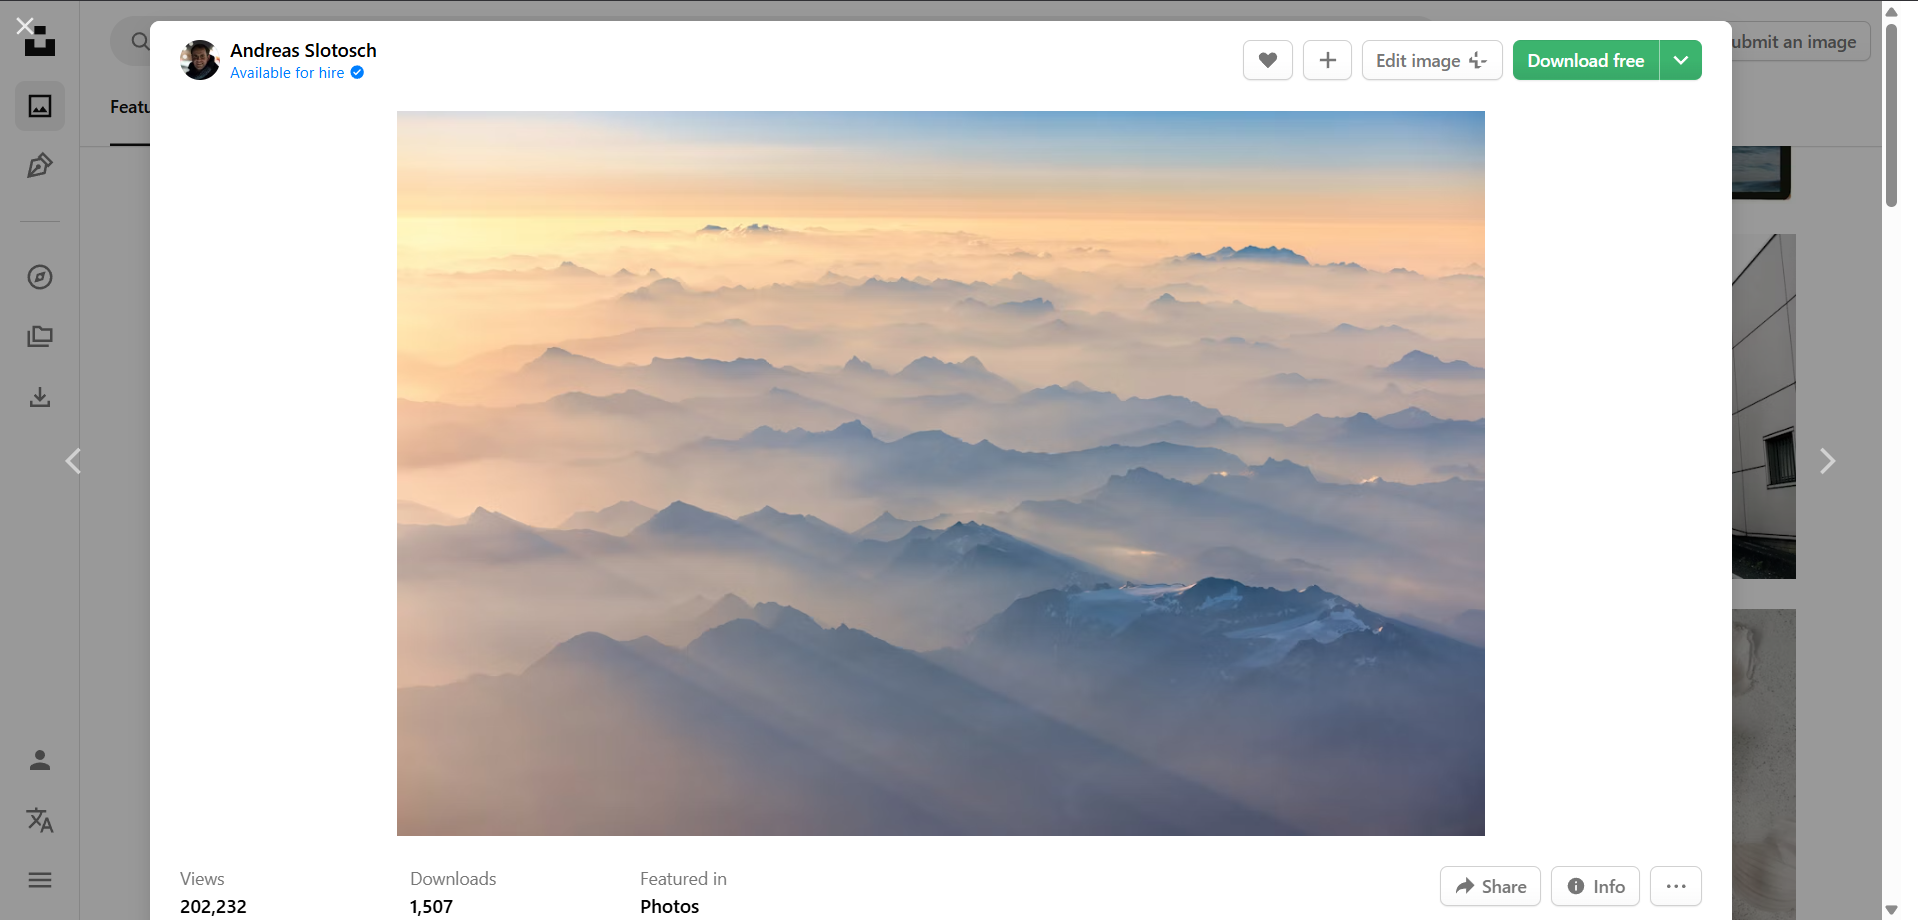 Andreas Slotosch
Available for hire
Edit image
Download free
ubmit an image
Featu
Views
202,232
Downloads
1,507
Featured in
Photos
Share
Info